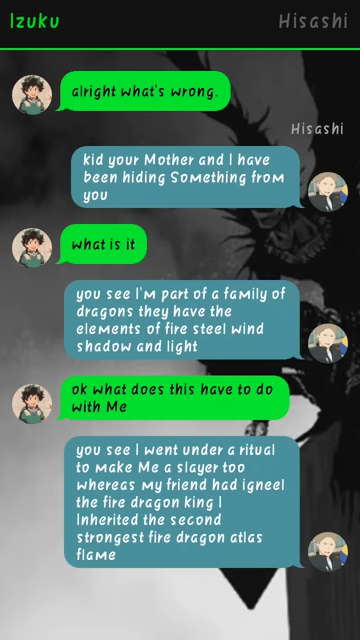 Izuku
Hisashi
alright what's wrong.
Hisashi
kid your Mother and I have
been hiding Something from
you
what is it
you see I'm part of a family of
dragons they have the
elements of fire steel wind
shadow and light
ok what does this have to do
with Me
you see I went under a ritual
to make Me a slayer too
whereas my friend had igneel
the fire dragon king I
Inherited the second
strongest fire dragon atlas
flame